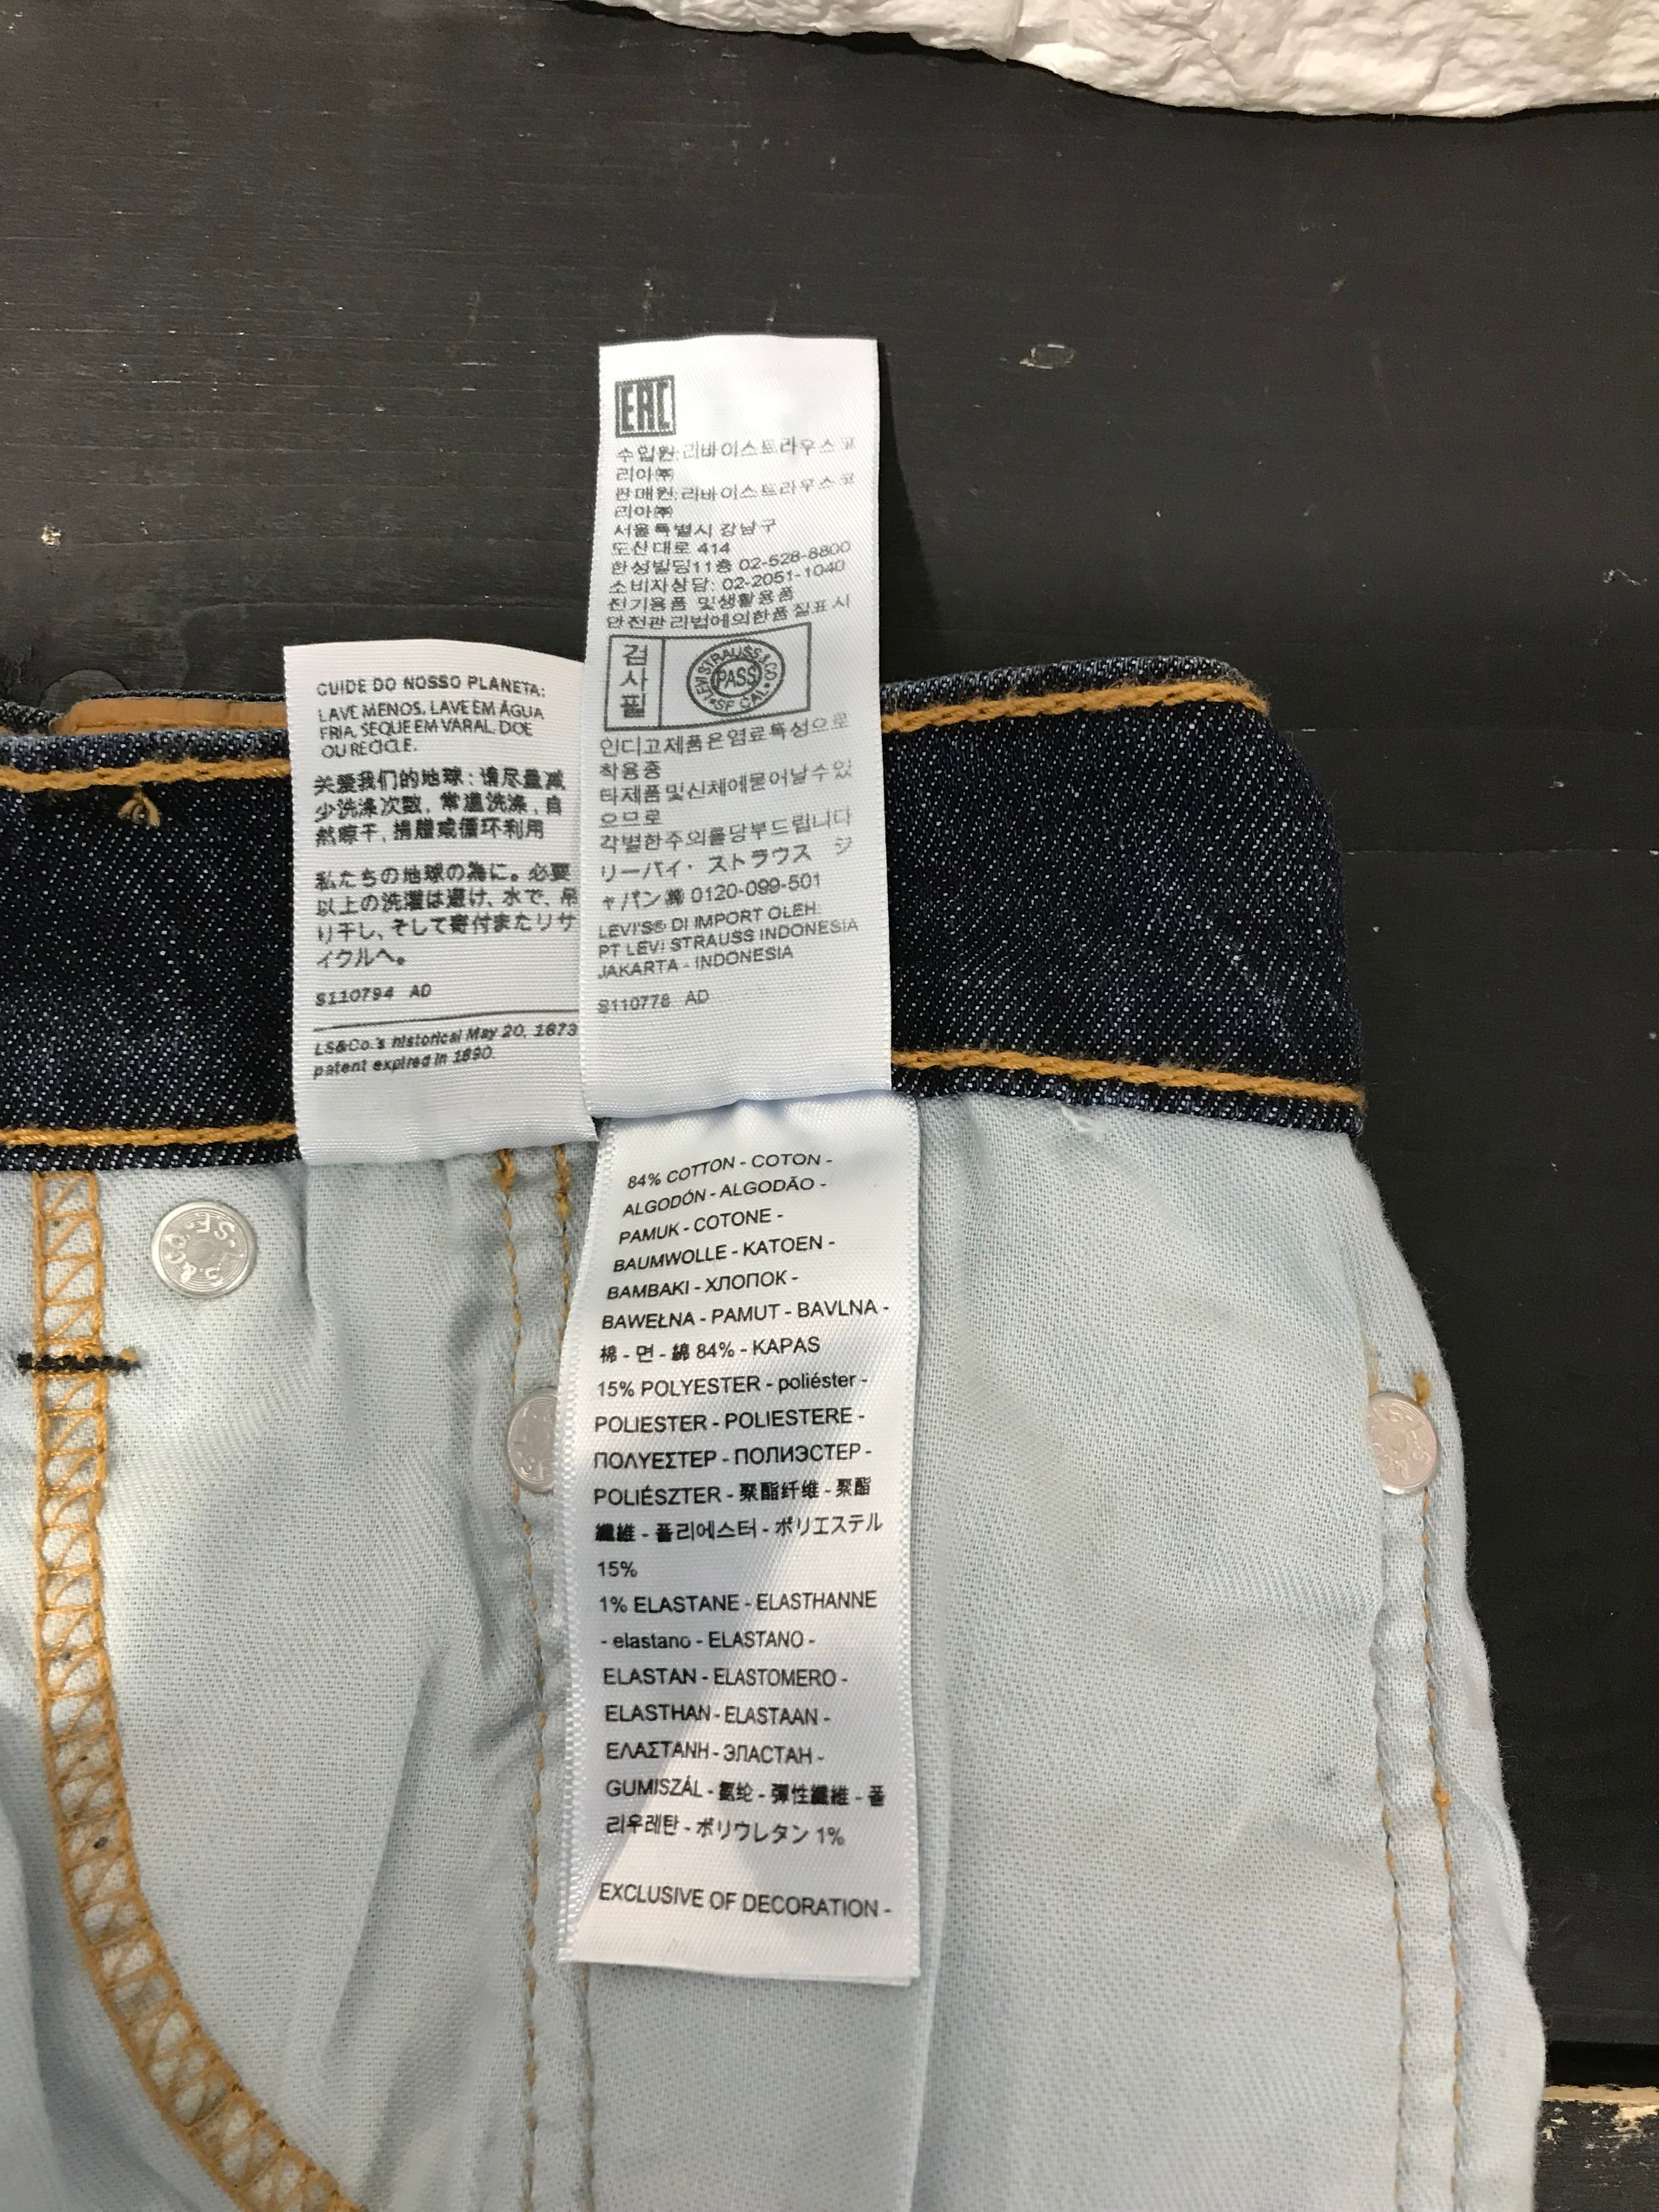 CUIDE DO NOSSO PLANETA:
LAVE MENOS, LAVE EM ÁGUA
FRIA, SEQUE EM VARAL, DOE
OU RECICLE.
关爱我们的地球：请尽量减
少洗涤次数，常温洗涤，自
然晾干，捐赠或循环利用
私たちの地球の為に。必要
以上の洗濯は避け、水で、吊
り干し、そして寄付またリサ
イクルへ。
S110794 AD
LS&Co.'s historical May 20, 1873
patent expired in 1890.
EAC
수입원:리바이스트라우스코
리아㈜
판매원:리바이스트라우스코
리아㈜
서울특별시 강남구
도산대로 414
한성빌딩11층 02-528-8800
소비자상담: 02-2051-1040
전기용품 및생활용품
안전관리법에의한품질표시
검사필
LEVI STRAUSS & CO.
PASS
SF CAL
인디고제품은염료특성으로
착용중
타제품및신체에묻어날수있
으므로
각별한주의를당부드립니다
リーバイ・ストラウス ジ
ャパン㈱ 0120-099-501
LEVI'S® DI IMPORT OLEH:
PT LEVI STRAUSS INDONESIA
JAKARTA - INDONESIA
S110778 AD
84% COTTON - COTON -
ALGODÓN - ALGODÃO -
PAMUK - COTONE -
BAUMWOLLE - KATOEN -
BAMBAKI - ХЛОПОК -
BAWEŁNA - PAMUT - BAVLNA -
棉 - 면 - 綿 84% - KAPAS
15% POLYESTER - poliéster -
POLIESTER - POLIESTERE -
ΠΟΛΥΕΣΤΕΡ - ПОЛИЭСТЕР -
POLIÉSZTER - 聚酯纤维 - 聚酯
纖維 - 폴리에스터 - ポリエステル
15%
1% ELASTANE - ELASTHANNE
- elastano - ELASTANO -
ELASTAN - ELASTOMERO -
ELASTHAN - ELASTAAN -
ΕΛΑΣΤΑΝΗ - ЭЛАСТАН -
GUMISZÁL - 氨纶 - 彈性纖維 - 폴
리우레탄 - ポリウレタン 1%
EXCLUSIVE OF DECORATION -